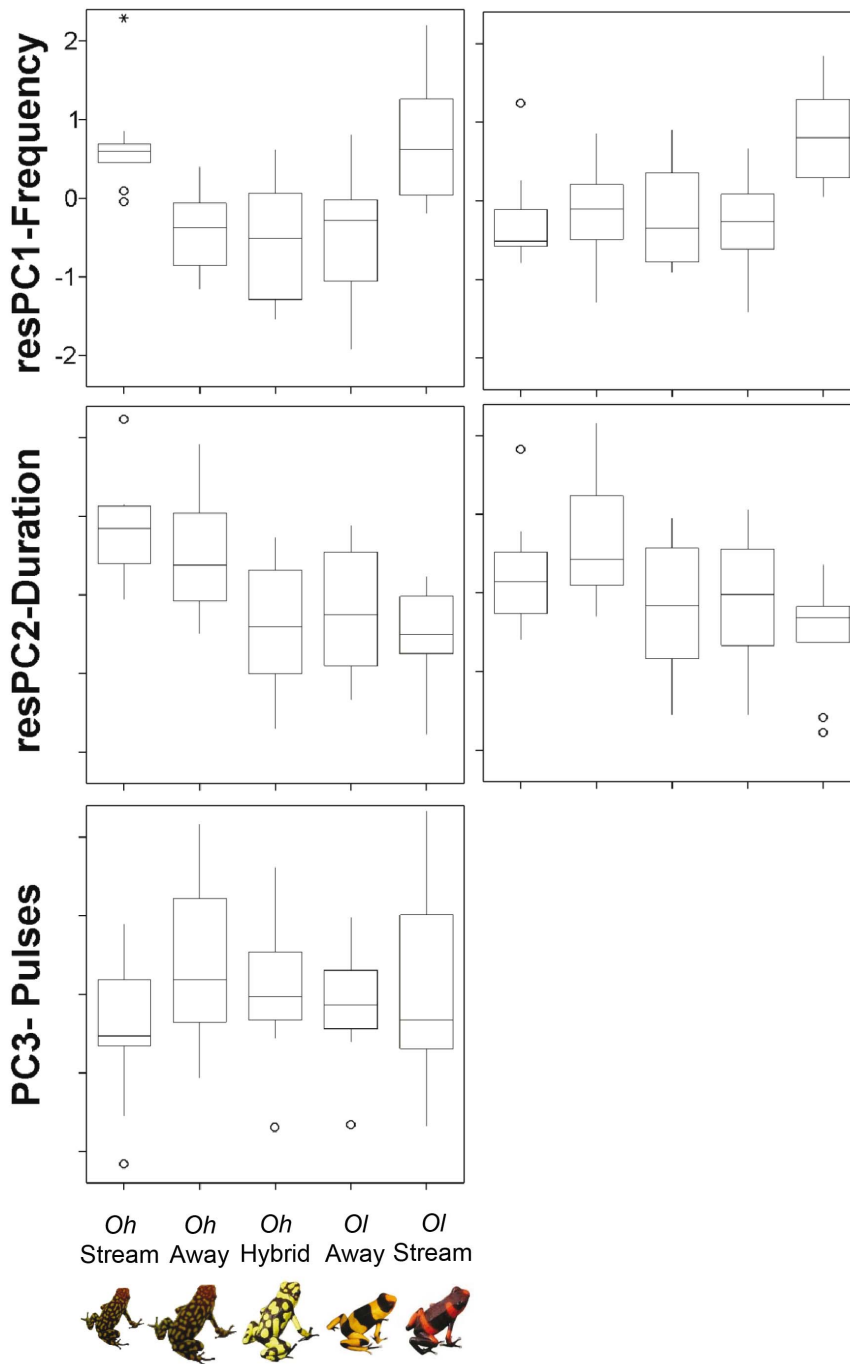 resPC1-Frequency
2
1
0
-1
-2
resPC2-Duration
PC3- Pulses
Oh Oh Oh Ol Ol
Stream Away Hybrid Away Stream